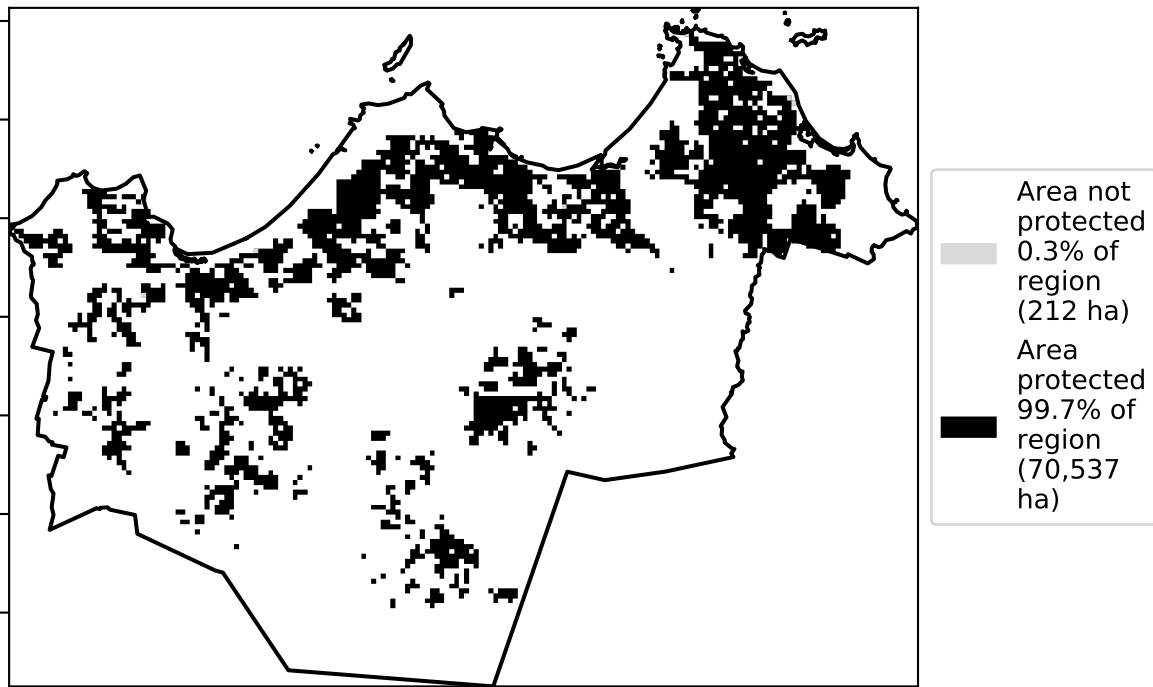 Area not
protected
0.3% of
region
(212 ha)
Area
protected
99.7% of
region
(70,537
ha)